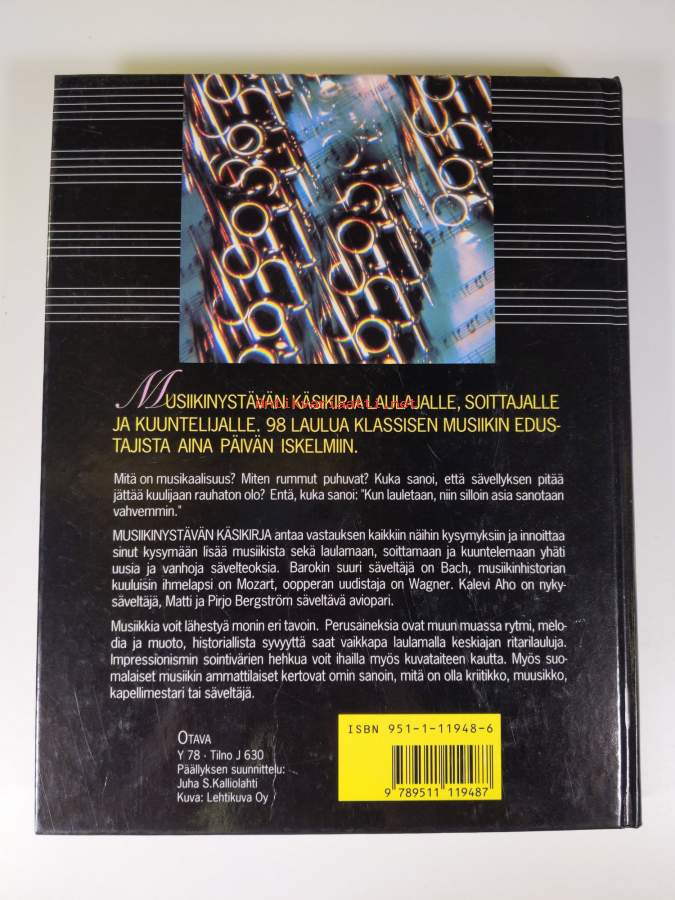 MUSIIKINYSTÄVÄN KÄSIKIRJA LAULAJALLE, SOITTAJALLE
JA KUUNTELIJALLE. 98 LAULUA KLASSISEN MUSIIKIN EDUS-
TAJISTA AINA PÄIVÄN ISKELMIIN.
Mitä on musikaalisuus? Miten rummut puhuvat? Kuka sanoi, että sävellyksen pitää
jättää kuulijaan rauhaton olo? Entä, kuka sanoi: "Kun lauletaan, niin silloin asia sanotaan
vahvemmin."
MUSIIKINYSTÄVÄN KÄSIKIRJA antaa vastauksen kaikkiin näihin kysymyksiin ja innoittaa
sinut kysymään lisää musiikista sekä laulamaan, soittamaan ja kuuntelemaan yhäti
uusia ja vanhoja sävelteoksia. Barokin suuri säveltäjä on Bach, musiikinhistorian
kuuluisin ihmelapsi on Mozart, oopperan uudistaja on Wagner. Kalevi Aho on nyky-
säveltäjä, Matti ja Pirjo Bergström säveltävä aviopari.
Musiikkia voit lähestyä monin eri tavoin. Perusaineksia ovat muun muassa rytmi, melo-
dia ja muoto, historiallista syvyyttä saat vaikkapa laulamalla keskiajan ritarilauluja.
Impressionismin sointivärien hehkua voit ihailla myös kuvataiteen kautta. Myös suo-
malaiset musiikin ammattilaiset kertovat omin sanoin, mitä on olla kriitikko, muusikko,
kapellimestari tai säveltäjä.
OTAVA
Y 78 · Tilno J 630
Päällyksen suunnittelu:
Juha S.Kalliolahti
Kuva: Lehtikuva Oy
ISBN 951-1-11948-6
9 789511 119487